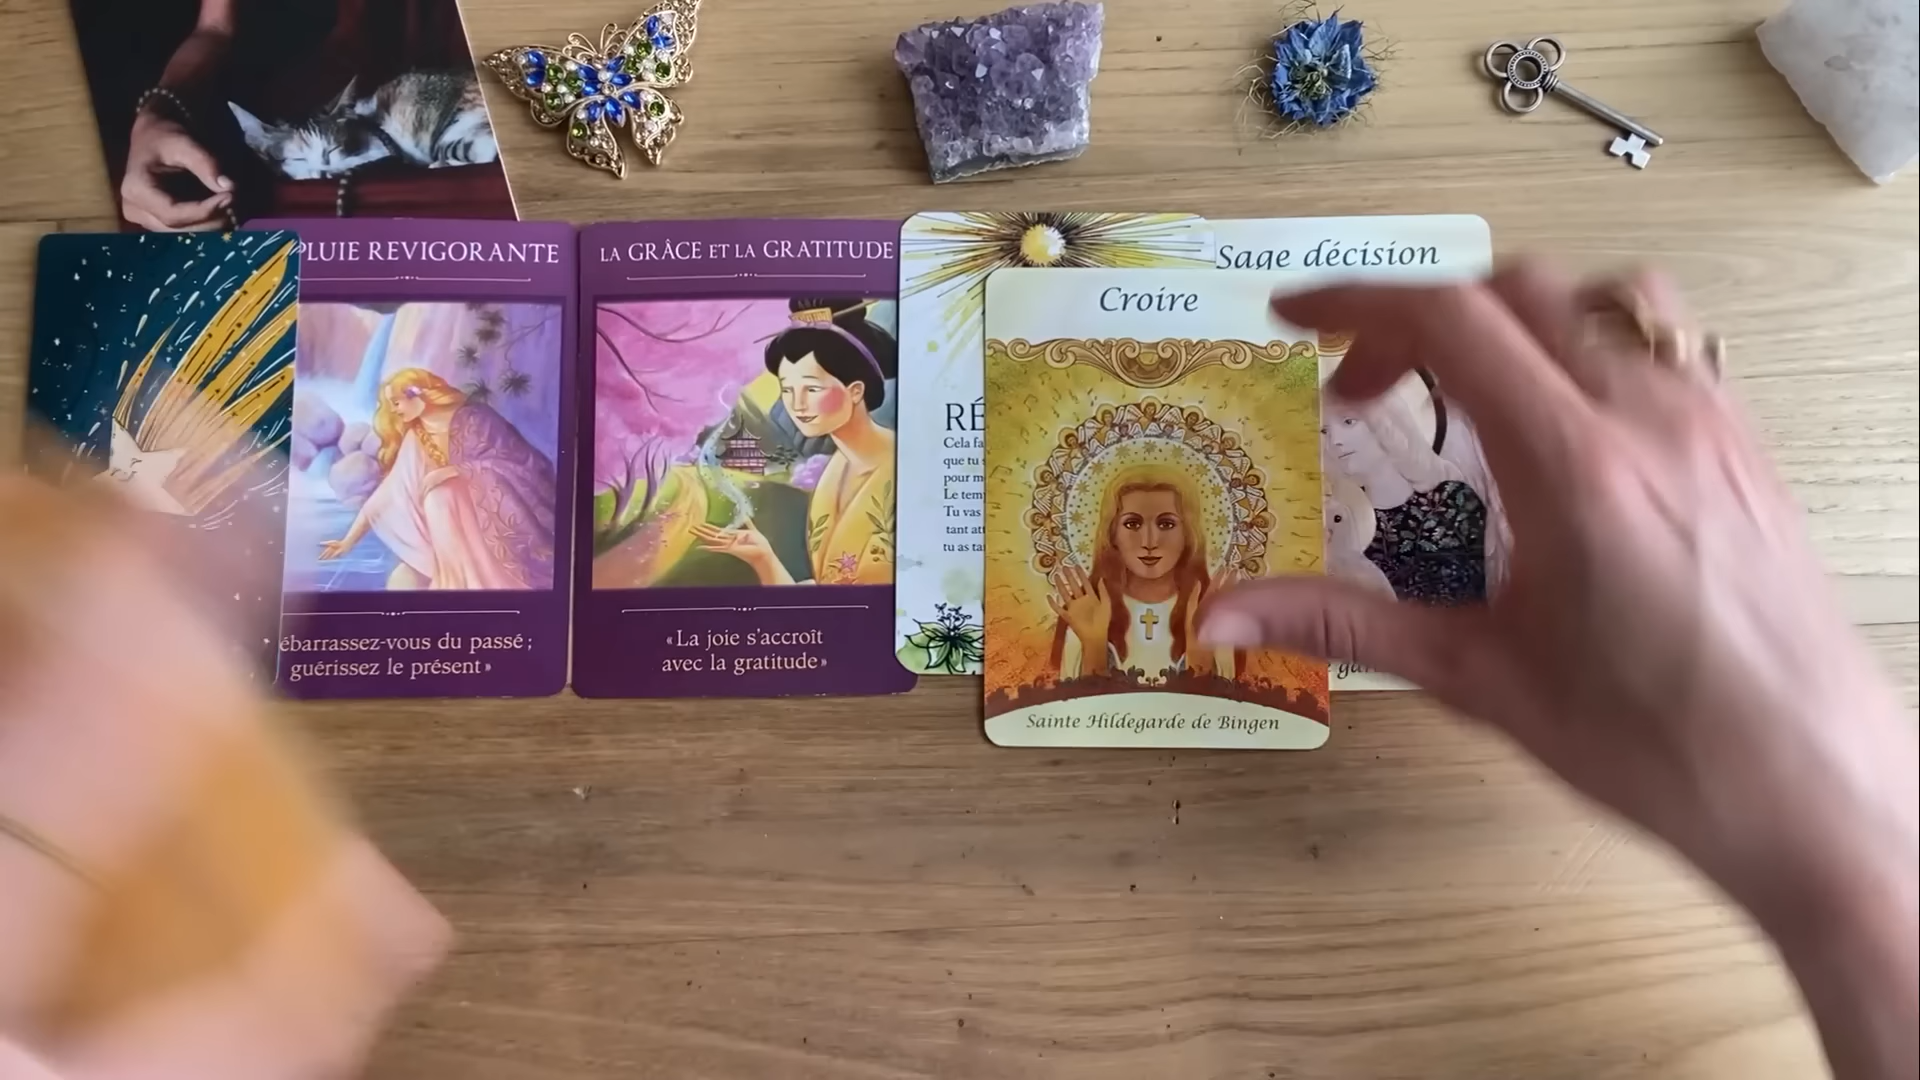 PLUIE REVIGORANTE
ébarrassez-vous du passé ;
guérissez le présent »
LA GRÂCE ET LA GRATITUDE
« La joie s'accroît
avec la gratitude »
RÉ
Cela fa
que tu s
pour m
Le tem
Tu vas
tant att
tu as ta
Sage décision
Croire
Sainte Hildegarde de Bingen